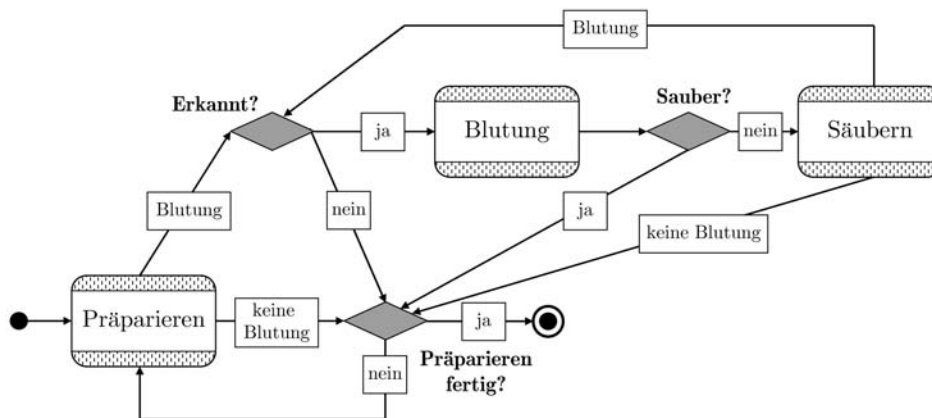 Blutung
Erkannt?
Sauber?
ja
Blutung
nein
Säubern
Blutung
nein
ja
keine Blutung
Präparieren
keine
Blutung
ja
nein
Präparieren
fertig?